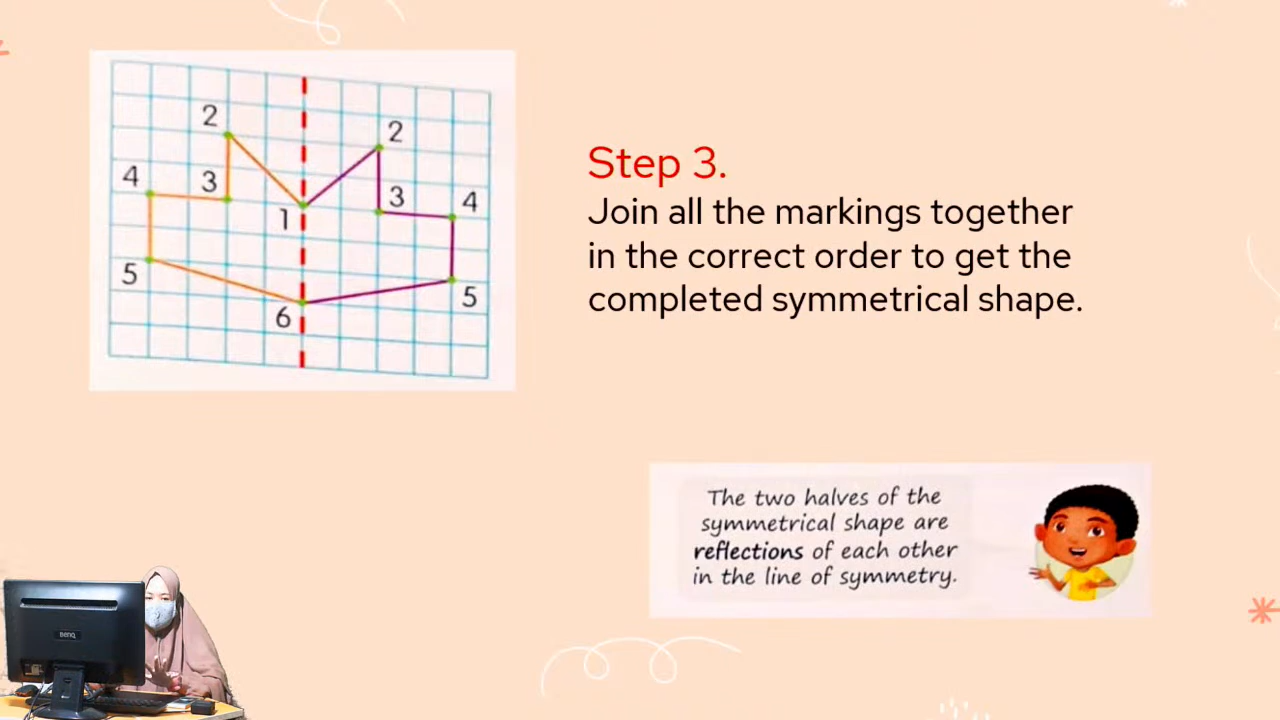 2
2
4
3
3
4
1
5
5
6
Step 3.
Join all the markings together
in the correct order to get the
completed symmetrical shape.
The two halves of the
symmetrical shape are
reflections of each other
in the line of symmetry.
BenQ